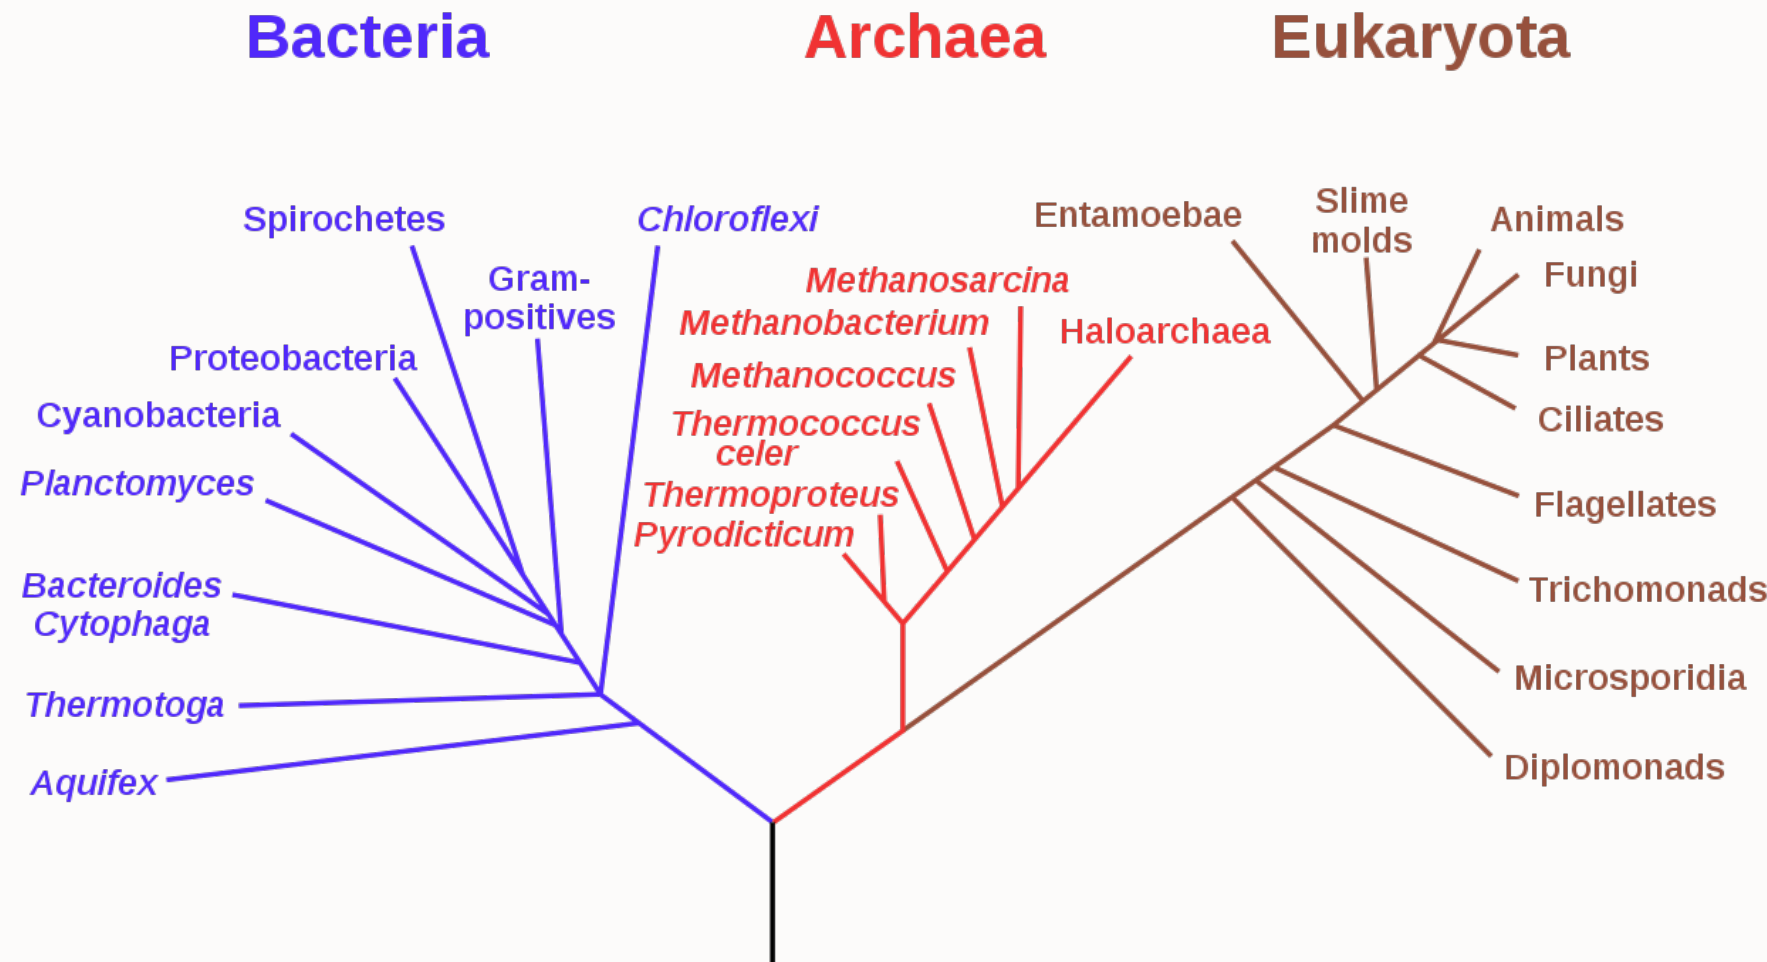 Bacteria
Archaea
Eukaryota
Spirochetes
Chloroflexi
Gram-
positives
Proteobacteria
Cyanobacteria
Planctomyces
Bacteroides
Cytophaga
Thermotoga
Aquifex
Methanosarcina
Methanobacterium
Haloarchaea
Methanococcus
Thermococcus
celer
Thermoproteus
Pyrodicticum
Entamoebae
Slime
molds
Animals
Fungi
Plants
Ciliates
Flagellates
Trichomonads
Microsporidia
Diplomonads